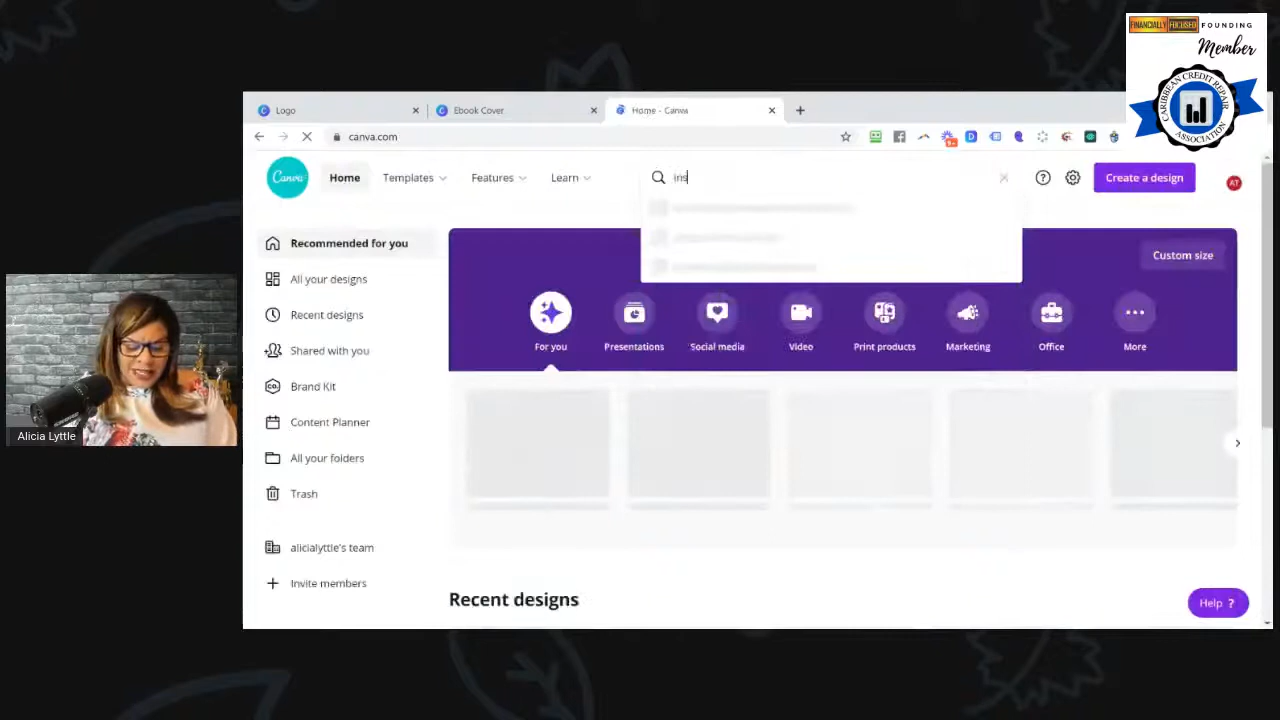 FINANCIALLY FOCUSED FOUNDING
Member
CARIBBEAN CREDIT REPAIR
ASSOCIATION
Logo
Ebook Cover
Home - Canva
canva.com
Canva
Home
Templates
Features
Learn
ins
Create a design
AT
Recommended for you
All your designs
Recent designs
Shared with you
Brand Kit
CO.
Content Planner
All your folders
Trash
alicialyttle's team
Invite members
Custom size
For you
Presentations
Social media
Video
Print products
Marketing
Office
More
Recent designs
Help ?
Alicia Lyttle